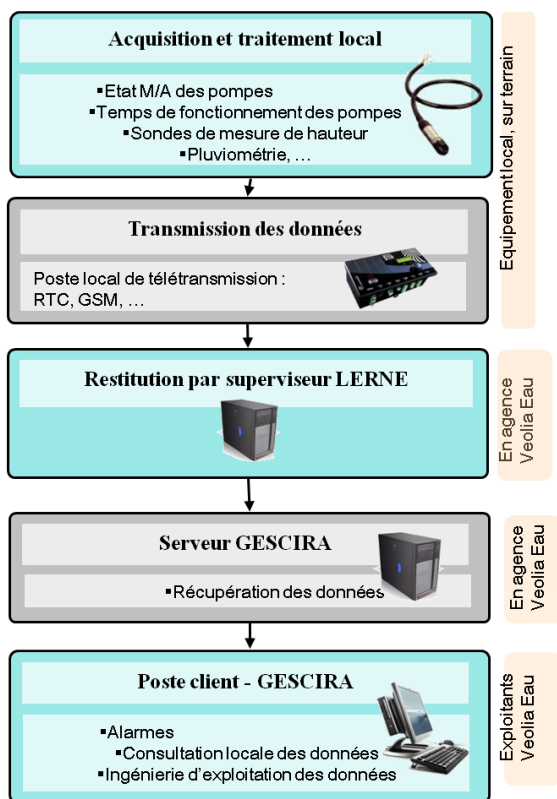 Acquisition et traitement local
▪Etat M/A des pompes
▪Temps de fonctionnement des pompes
▪Sondes de mesure de hauteur
▪Pluviométrie, …
Equipement local, sur terrain
Transmission des données
Poste local de télétransmission :
RTC, GSM, …
Restitution par superviseur LERNE
En agence
Veolia Eau
Serveur GESCIRA
▪Récupération des données
En agence
Veolia Eau
Poste client - GESCIRA
▪Alarmes
▪Consultation locale des données
▪Ingénierie d'exploitation des données
Exploitants
Veolia Eau